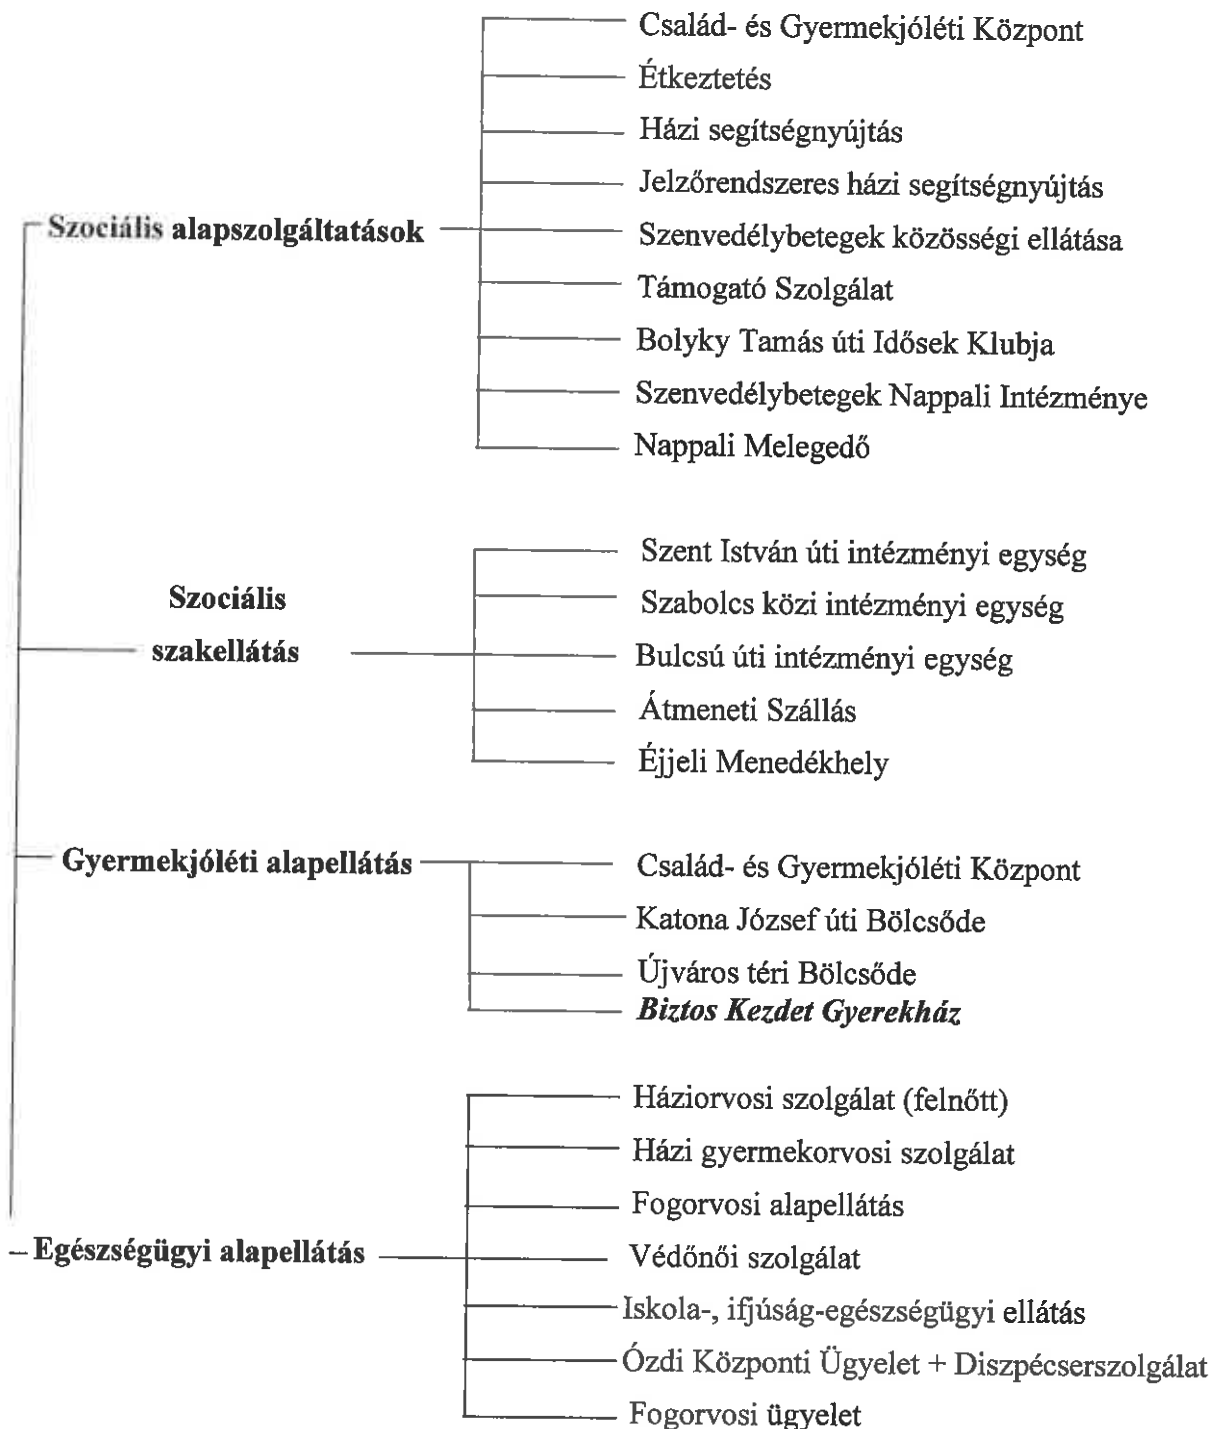 Szociális alapszolgáltatások
Család- és Gyermekjóléti Központ
Étkeztetés
Házi segítségnyújtás
Jelzőrendszeres házi segítségnyújtás
Szenvedélybetegek közösségi ellátása
Támogató Szolgálat
Bolyky Tamás úti Idősek Klubja
Szenvedélybetegek Nappali Intézménye
Nappali Melegedő
Szociális
szakellátás
Szent István úti intézményi egység
Szabolcs közi intézményi egység
Bulcsú úti intézményi egység
Átmeneti Szállás
Éjjeli Menedékhely
Gyermekjóléti alapellátás
Család- és Gyermekjóléti Központ
Katona József úti Bölcsőde
Újváros téri Bölcsőde
Biztos Kezdet Gyerekház
Egészségügyi alapellátás
Háziorvosi szolgálat (felnőtt)
Házi gyermekorvosi szolgálat
Fogorvosi alapellátás
Védőnői szolgálat
Iskola-, ifjúság-egészségügyi ellátás
Ózdi Központi Ügyelet + Diszpécserszolgálat
Fogorvosi ügyelet